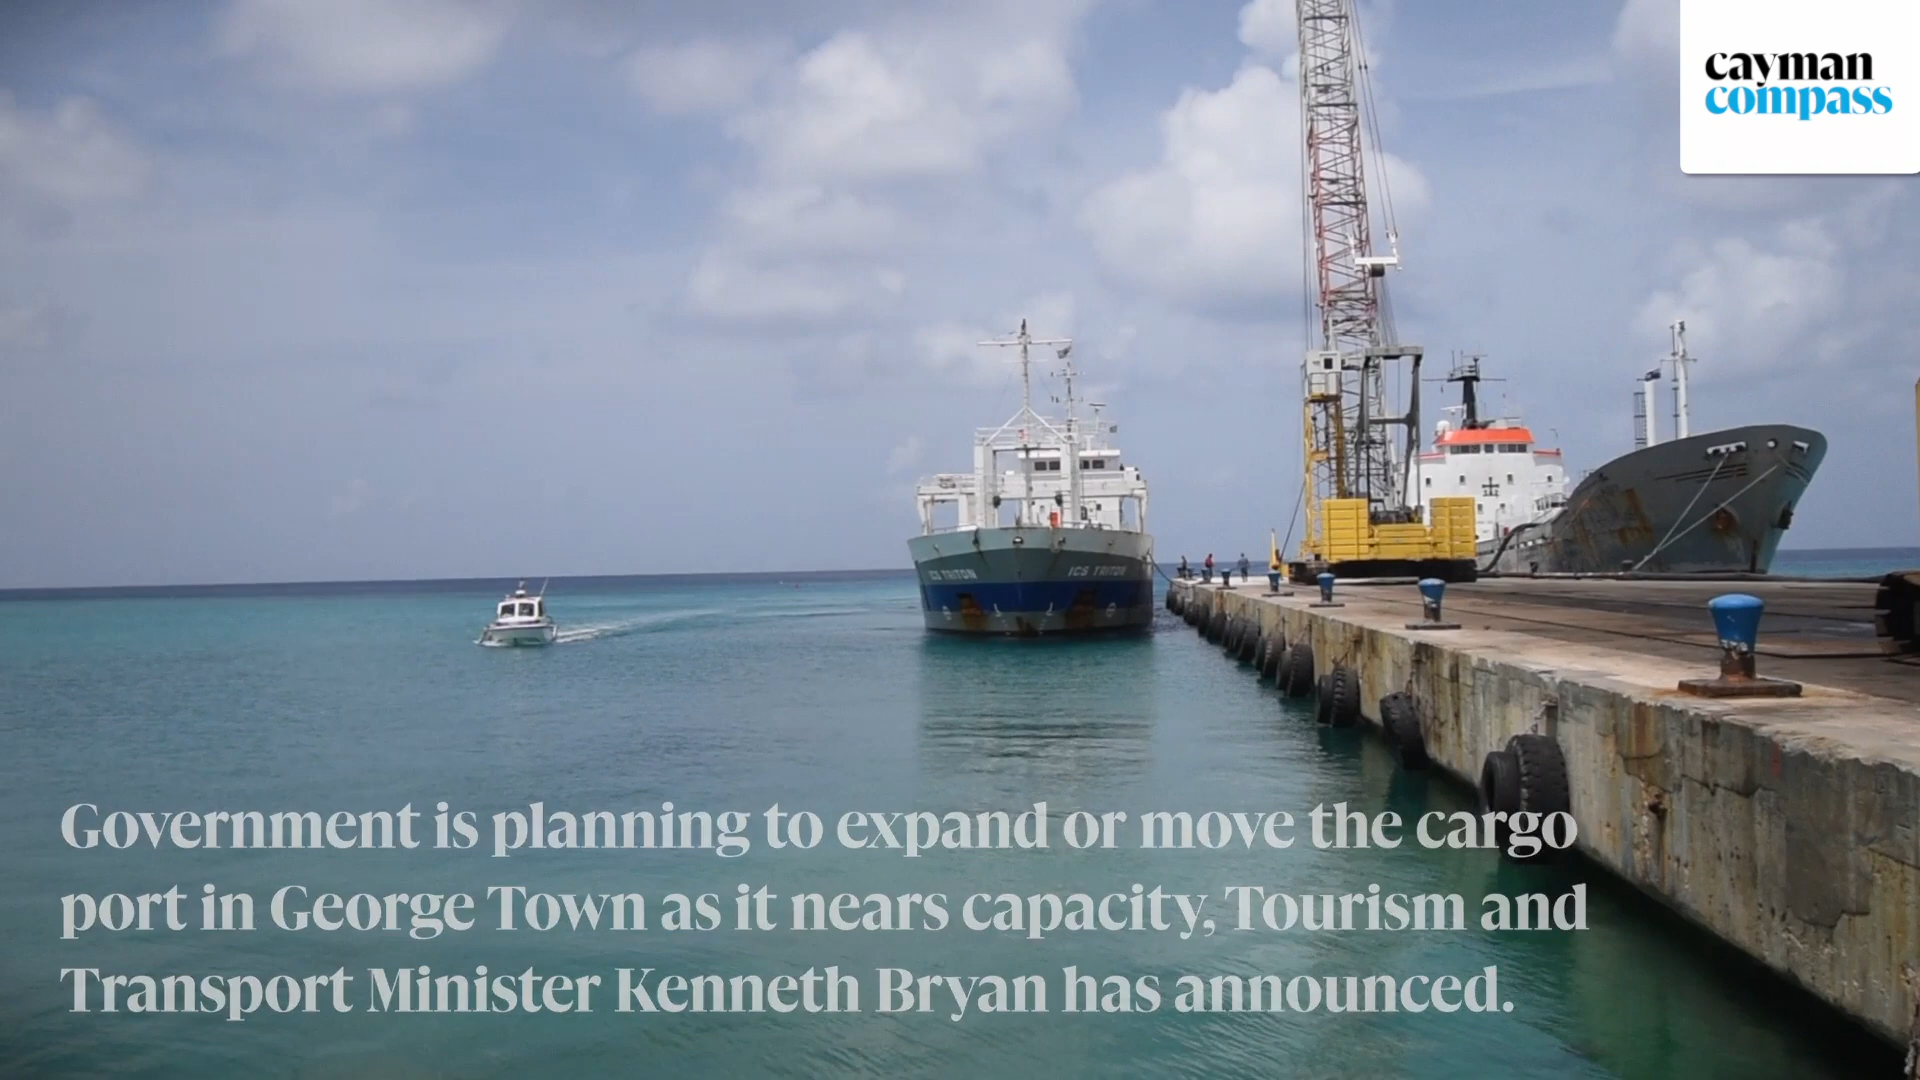 cayman
compass
ICS TRITON
ICS TRITON
Government is planning to expand or move the cargo
port in George Town as it nears capacity, Tourism and
Transport Minister Kenneth Bryan has announced.